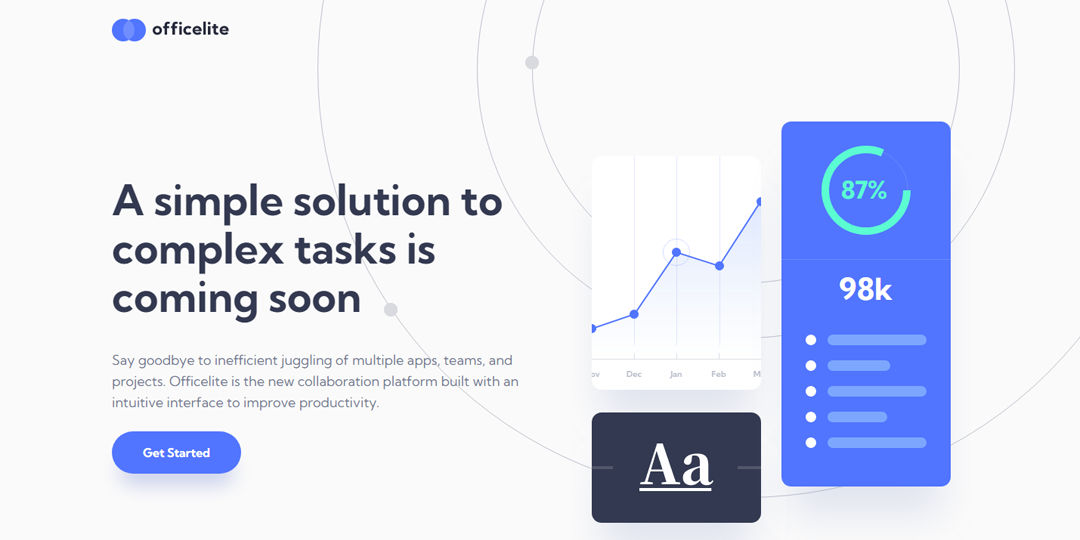 officelite
A simple solution to
complex tasks is
coming soon
Say goodbye to inefficient juggling of multiple apps, teams, and
projects. Officelite is the new collaboration platform built with an
intuitive interface to improve productivity.
Get Started
ov Dec Jan Feb M
Aa
87%
98k